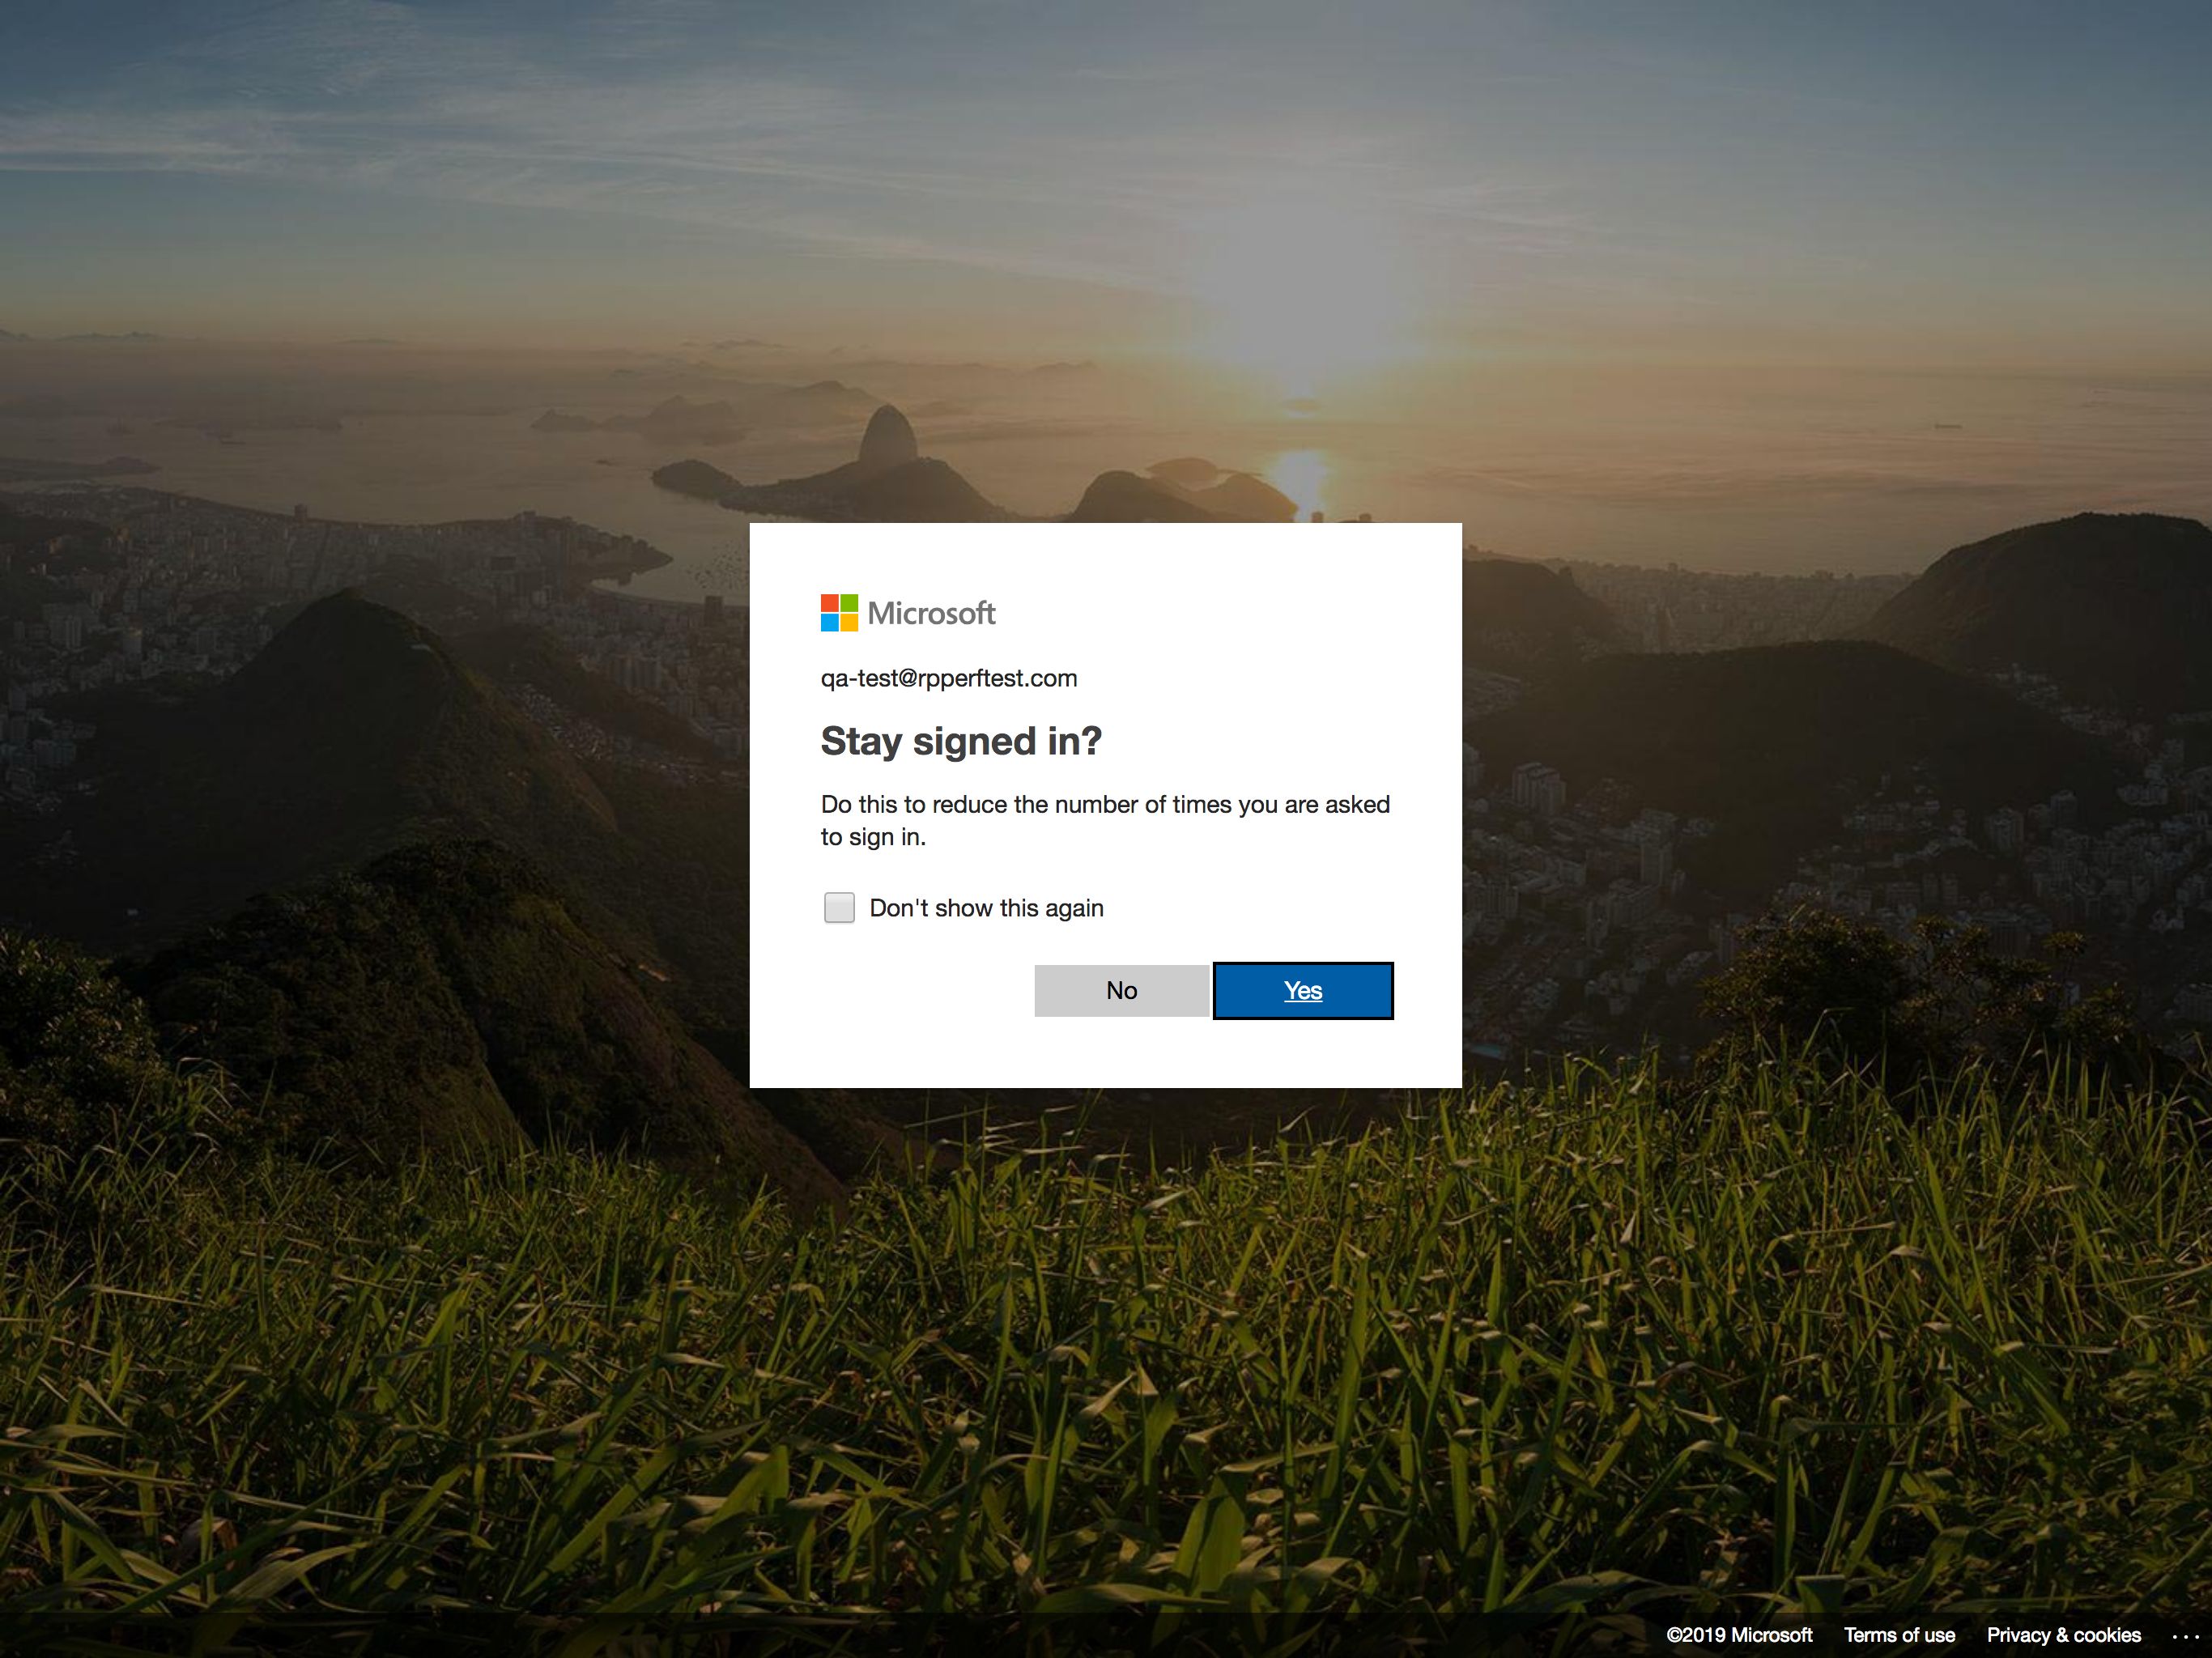 Microsoft
qa-test@rpperftest.com
Stay signed in?
Do this to reduce the number of times you are asked
to sign in.
Don't show this again
No
Yes
©2019 Microsoft
Terms of use
Privacy & cookies
...